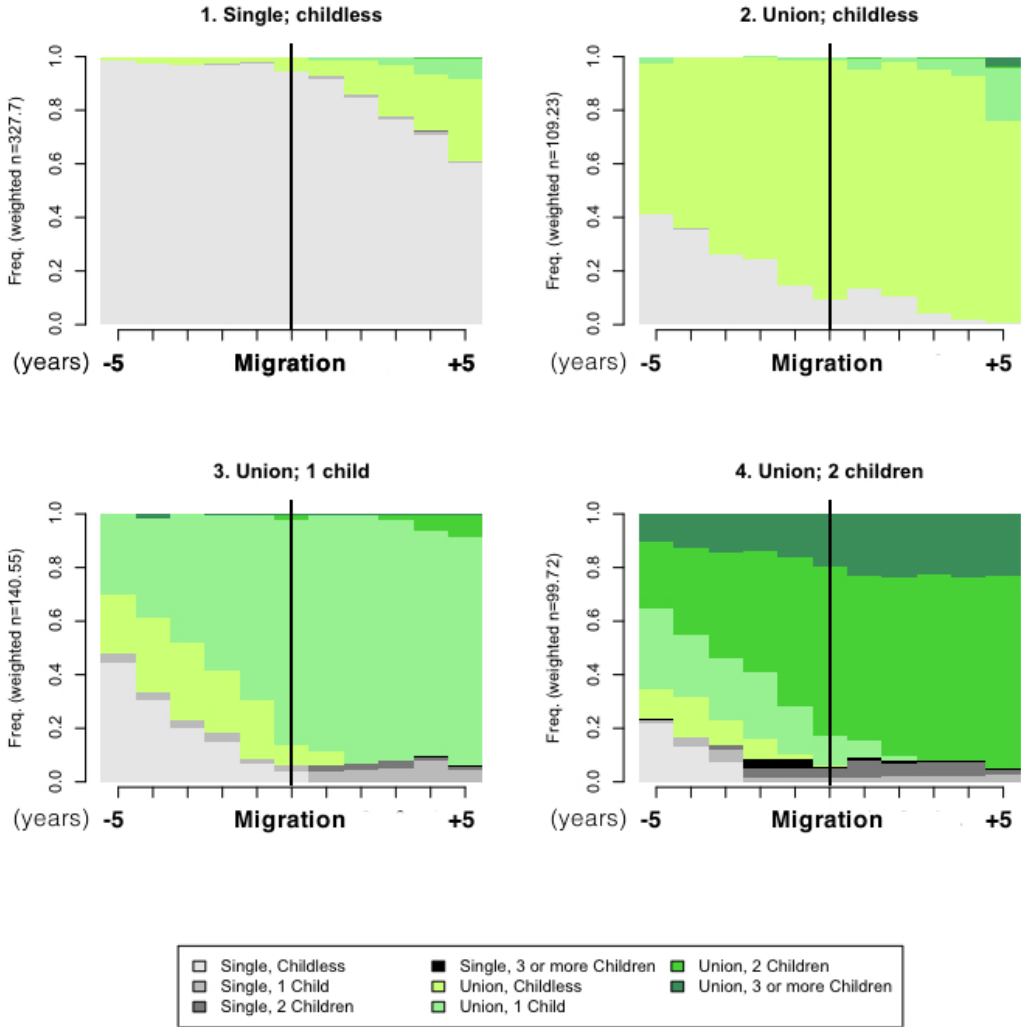 1. Single; childless
Freq. (weighted n=327.7)
0.0 0.2 0.4 0.6 0.8 1.0
(years) -5 Migration +5
2. Union; childless
Freq. (weighted n=109.23)
0.0 0.2 0.4 0.6 0.8 1.0
(years) -5 Migration +5
3. Union; 1 child
Freq. (weighted n=140.55)
0.0 0.2 0.4 0.6 0.8 1.0
(years) -5 Migration +5
4. Union; 2 children
Freq. (weighted n=99.72)
0.0 0.2 0.4 0.6 0.8 1.0
(years) -5 Migration +5
Single, Childless
Single, 1 Child
Single, 2 Children
Single, 3 or more Children
Union, Childless
Union, 1 Child
Union, 2 Children
Union, 3 or more Children